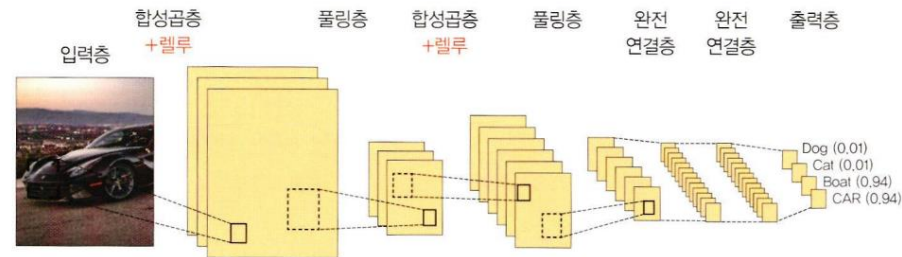 입력층
합성곱층
+렐루
풀링층
합성곱층
+렐루
풀링층
완전
연결층
완전
연결층
출력층
Dog (0.01)
Cat (0.01)
Boat (0.94)
CAR (0.94)